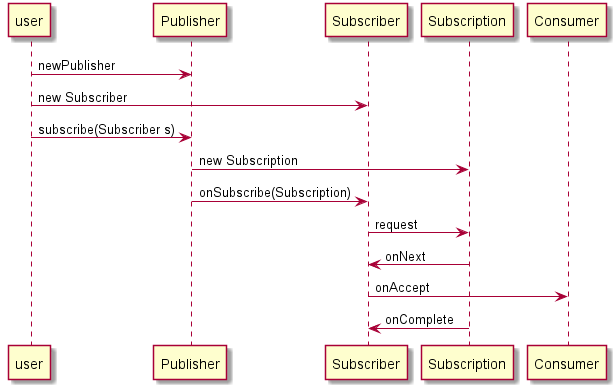 user Publisher Subscriber Subscription Consumer
newPublisher
new Subscriber
subscribe(Subscriber s)
new Subscription
onSubscribe(Subscription)
request
onNext
onAccept
onComplete
user Publisher Subscriber Subscription Consumer